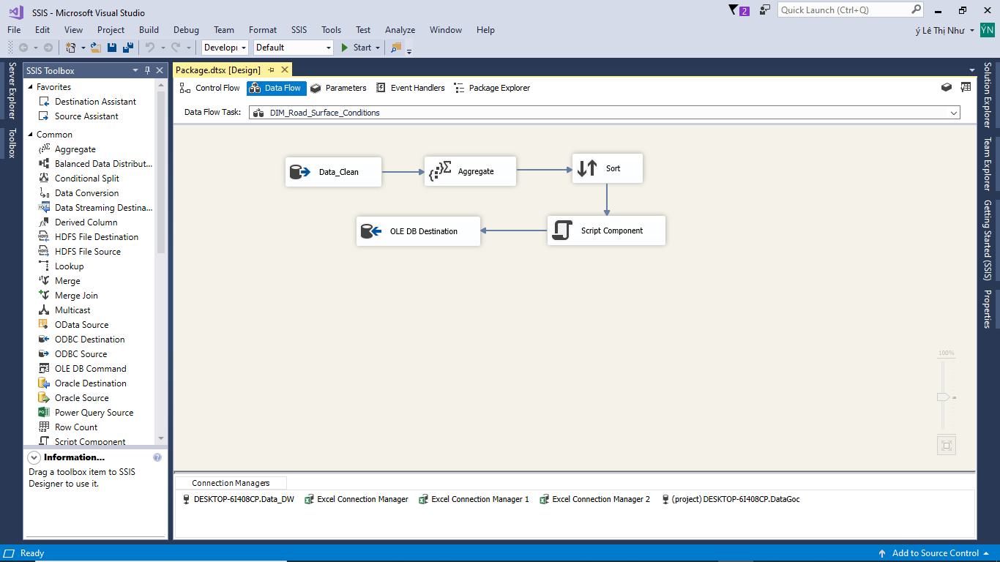 SSIS - Microsoft Visual Studio
2
Quick Launch (Ctrl+Q)
File Edit View Project Build Debug Team Format SSIS Tools Test Analyze Window Help
ý Lê Thị Như YN
Developi Default Start
Server Explorer
Toolbox
SSIS Toolbox
Favorites
Destination Assistant
Source Assistant
Common
Aggregate
Balanced Data Distribut...
Conditional Split
Data Conversion
Data Streaming Destina...
Derived Column
HDFS File Destination
HDFS File Source
Lookup
Merge
Merge Join
Multicast
OData Source
ODBC Destination
ODBC Source
OLE DB Command
Oracle Destination
Oracle Source
Power Query Source
Row Count
Script Component
Information...
Drag a toolbox item to SSIS
Designer to use it.
Package.dtsx [Design]
Control Flow Data Flow Parameters Event Handlers Package Explorer
Data Flow Task: DIM_Road_Surface_Conditions
Data_Clean
Aggregate
Sort
OLE DB Destination
Script Component
100%
Connection Managers
DESKTOP-6I408CP.Data_DW Excel Connection Manager Excel Connection Manager 1 Excel Connection Manager 2 (project) DESKTOP-6I408CP.DataGoc
Solution Explorer
Team Explorer
Getting Started (SSIS)
Properties
Ready
Add to Source Control